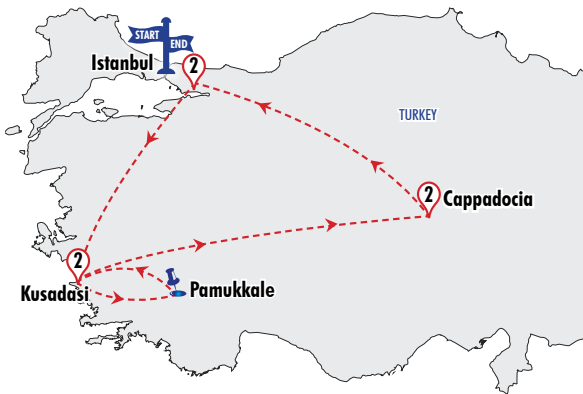 START
END
Istanbul
2
TURKEY
2
Cappadocia
2
Kusadasi
Pamukkale